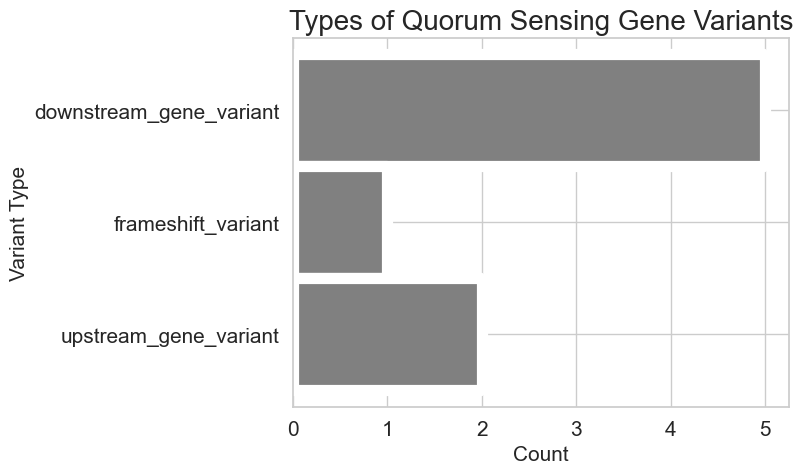 Types of Quorum Sensing Gene Variants
Variant Type
downstream_gene_variant
frameshift_variant
upstream_gene_variant
0 1 2 3 4 5
Count